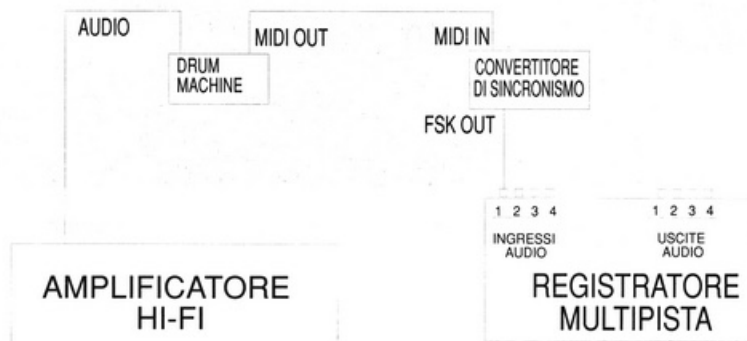 AUDIO
MIDI OUT
MIDI IN
DRUM
MACHINE
CONVERTITORE
DI SINCRONISMO
FSK OUT
1 2 3 4
INGRESSI
AUDIO
1 2 3 4
USCITE
AUDIO
AMPLIFICATORE
HI-FI
REGISTRATORE
MULTIPISTA